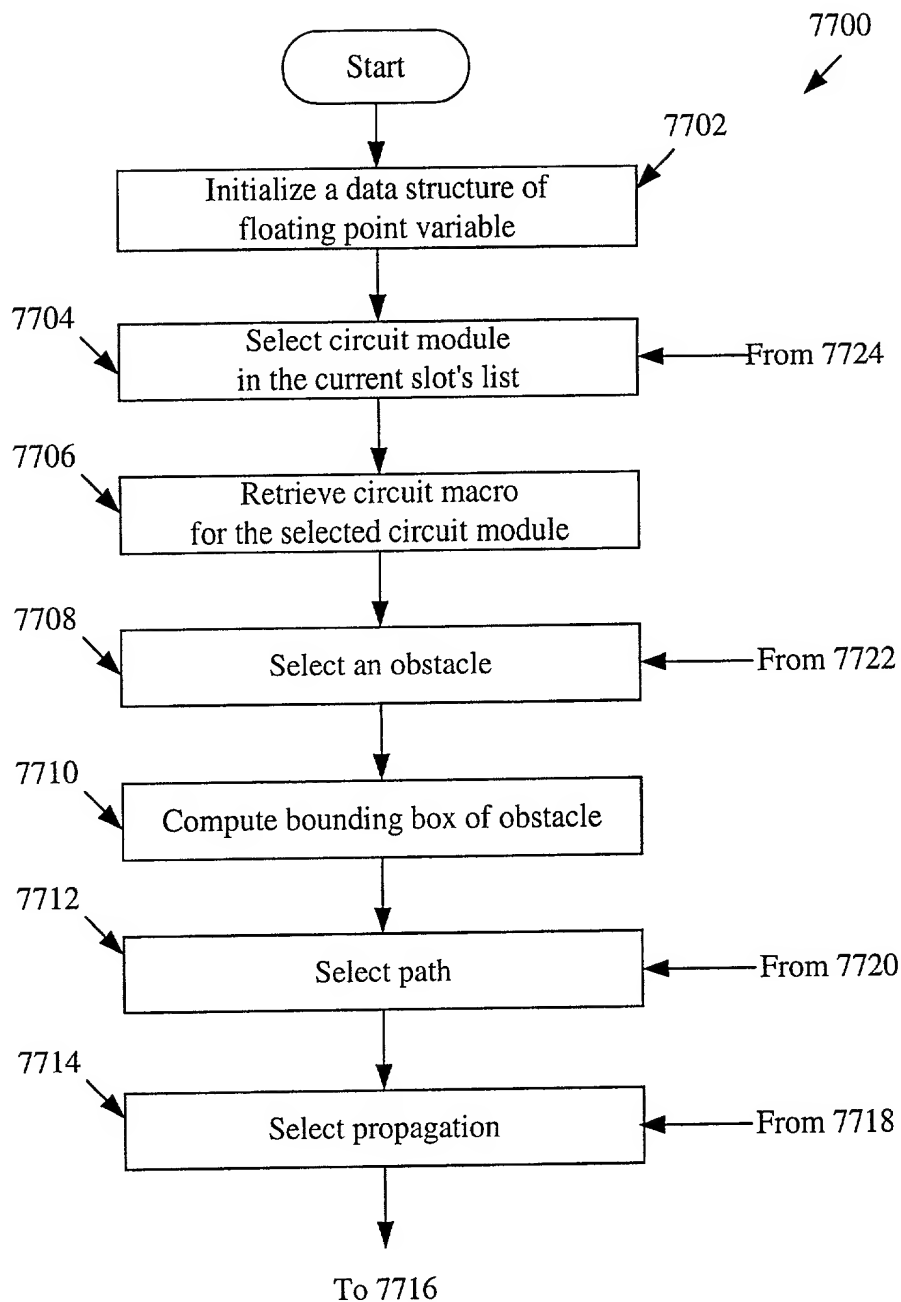 7700
Start
7702
Initialize a data structure of
floating point variable
7704
Select circuit module
in the current slot's list
From 7724
7706
Retrieve circuit macro
for the selected circuit module
7708
Select an obstacle
From 7722
7710
Compute bounding box of obstacle
7712
Select path
From 7720
7714
Select propagation
From 7718
To 7716